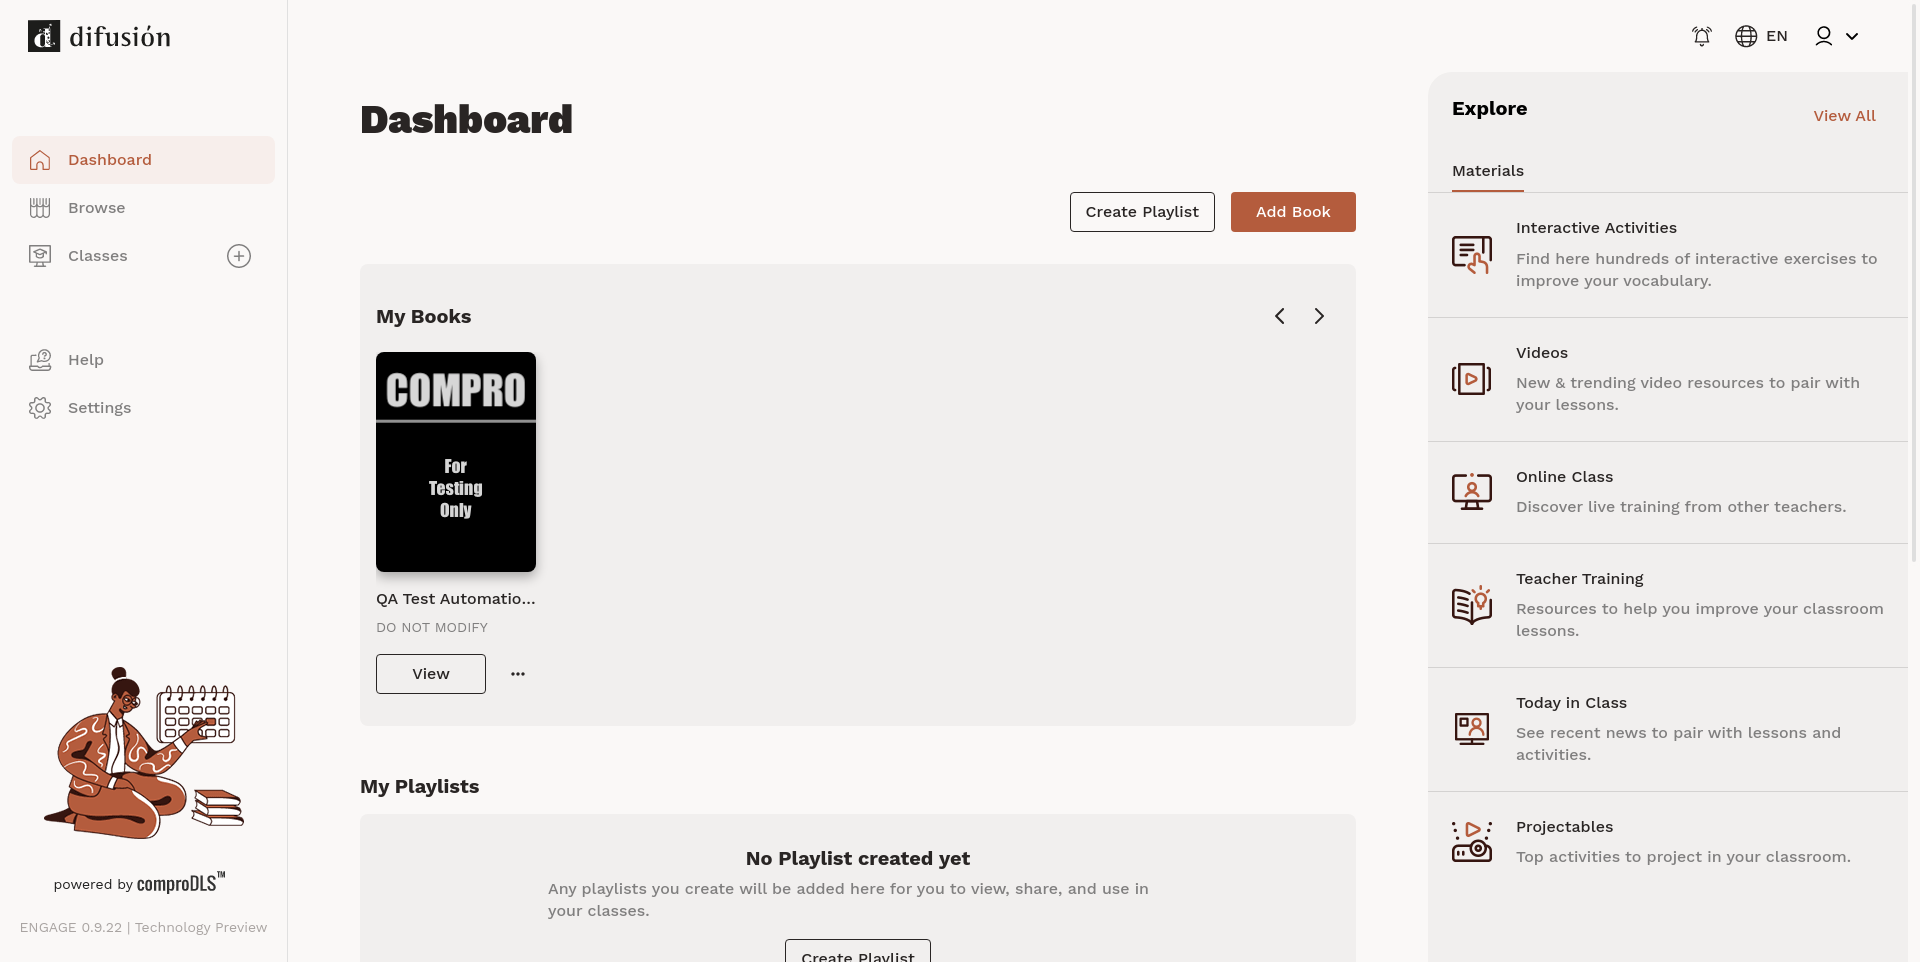 difusión
EN
Dashboard
Browse
Classes
Help
Settings
powered by comproDLS™
ENGAGE 0.9.22 | Technology Preview
Dashboard
Create Playlist
Add Book
My Books
COMPRO
For
Testing
Only
QA Test Automatio...
DO NOT MODIFY
View
My Playlists
No Playlist created yet
Any playlists you create will be added here for you to view, share, and use in
your classes.
Create Playlist
Explore
View All
Materials
Interactive Activities
Find here hundreds of interactive exercises to
improve your vocabulary.
Videos
New & trending video resources to pair with
your lessons.
Online Class
Discover live training from other teachers.
Teacher Training
Resources to help you improve your classroom
lessons.
Today in Class
See recent news to pair with lessons and
activities.
Projectables
Top activities to project in your classroom.